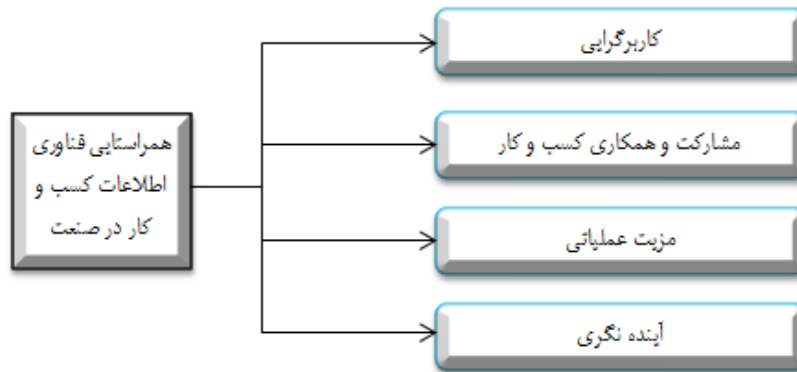 کاربرگرایی
مشارکت و همکاری کسب و کار
همراستایی فناوری
اطلاعات کسب و
کار در صنعت
مزیت عملیاتی
آینده نگری